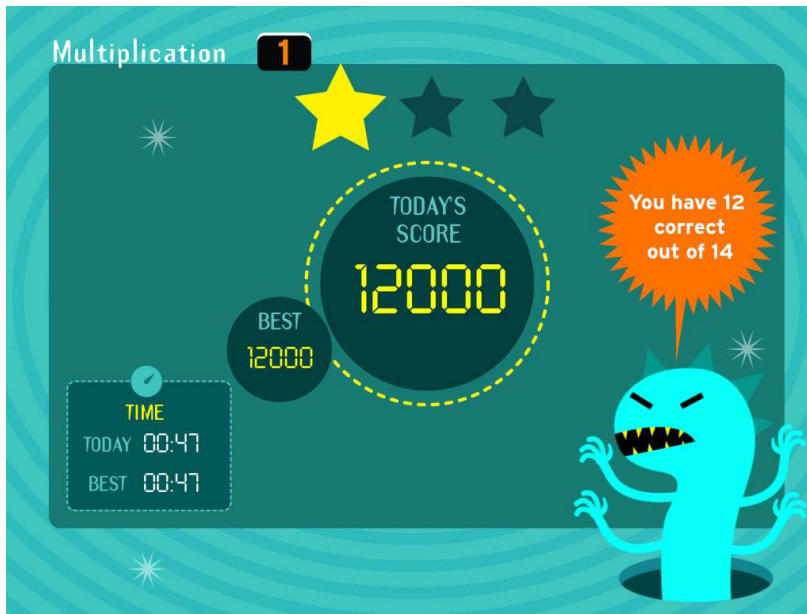 Multiplication 1
TODAY'S
SCORE
12000
BEST
12000
You have 12
correct
out of 14
TIME
TODAY 00:47
BEST 00:47